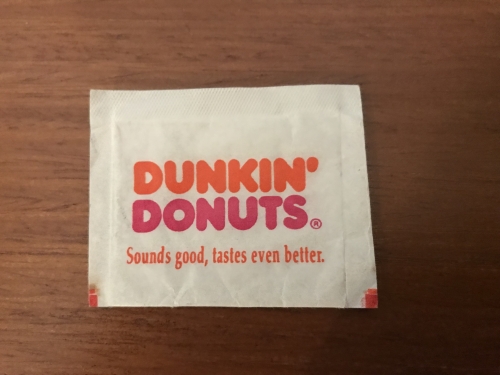 DUNKIN'
DONUTS®
Sounds good, tastes even better.